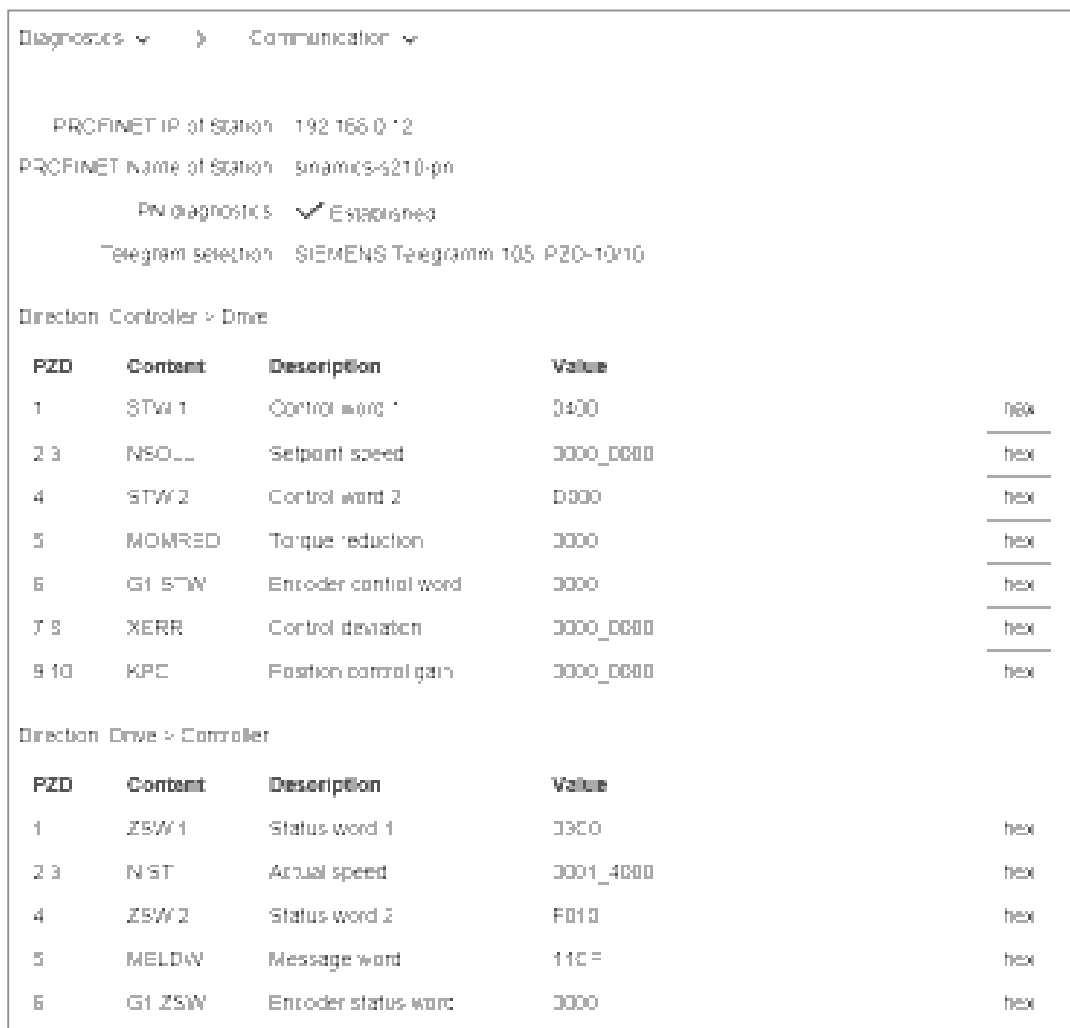 Diagnostics Communication
PROFINET IP of Station 192.168.0.12
PROFINET Name of Station sinamics-s210-pn
PN diagnostics Established
Telegram selection SIEMENS Telegramm 105, PZD-10/10
Direction: Controller > Drive
PZD Content Description Value
1 STW 1 Control word 1 0400 hex
2.3 NSOLL Setpoint speed 0000_0000 hex
4 STW 2 Control word 2 D000 hex
5 MOMRED Torque reduction 0000 hex
6 G1 STW Encoder control word 0000 hex
7.8 XERR Control deviation 0000_0000 hex
9.10 KPC Position control gain 0000_0000 hex
Direction: Drive > Controller
PZD Content Description Value
1 ZSW 1 Status word 1 hex
2.3 NIST Actual speed 0001_4000 hex
4 ZSW 2 Status word 2 F010 hex
5 MELDW Message word hex
6 G1 ZSW Encoder status word 0000 hex